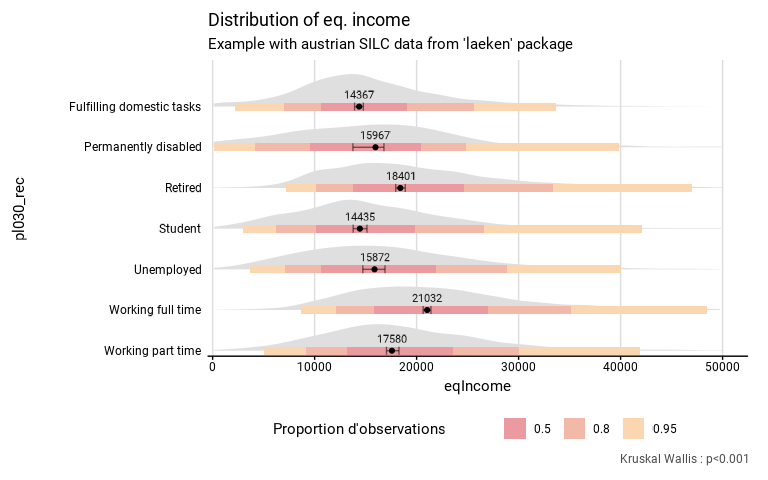 Distribution of eq. income
Example with austrian SILC data from 'laeken' package
pl030_rec
Fulfilling domestic tasks
14367
Permanently disabled
15967
Retired
18401
Student
14435
Unemployed
15872
Working full time
21032
Working part time
17580
0 10000 20000 30000 40000 50000
eqIncome
Proportion d'observations 0.5 0.8 0.95
Kruskal Wallis : p<0.001